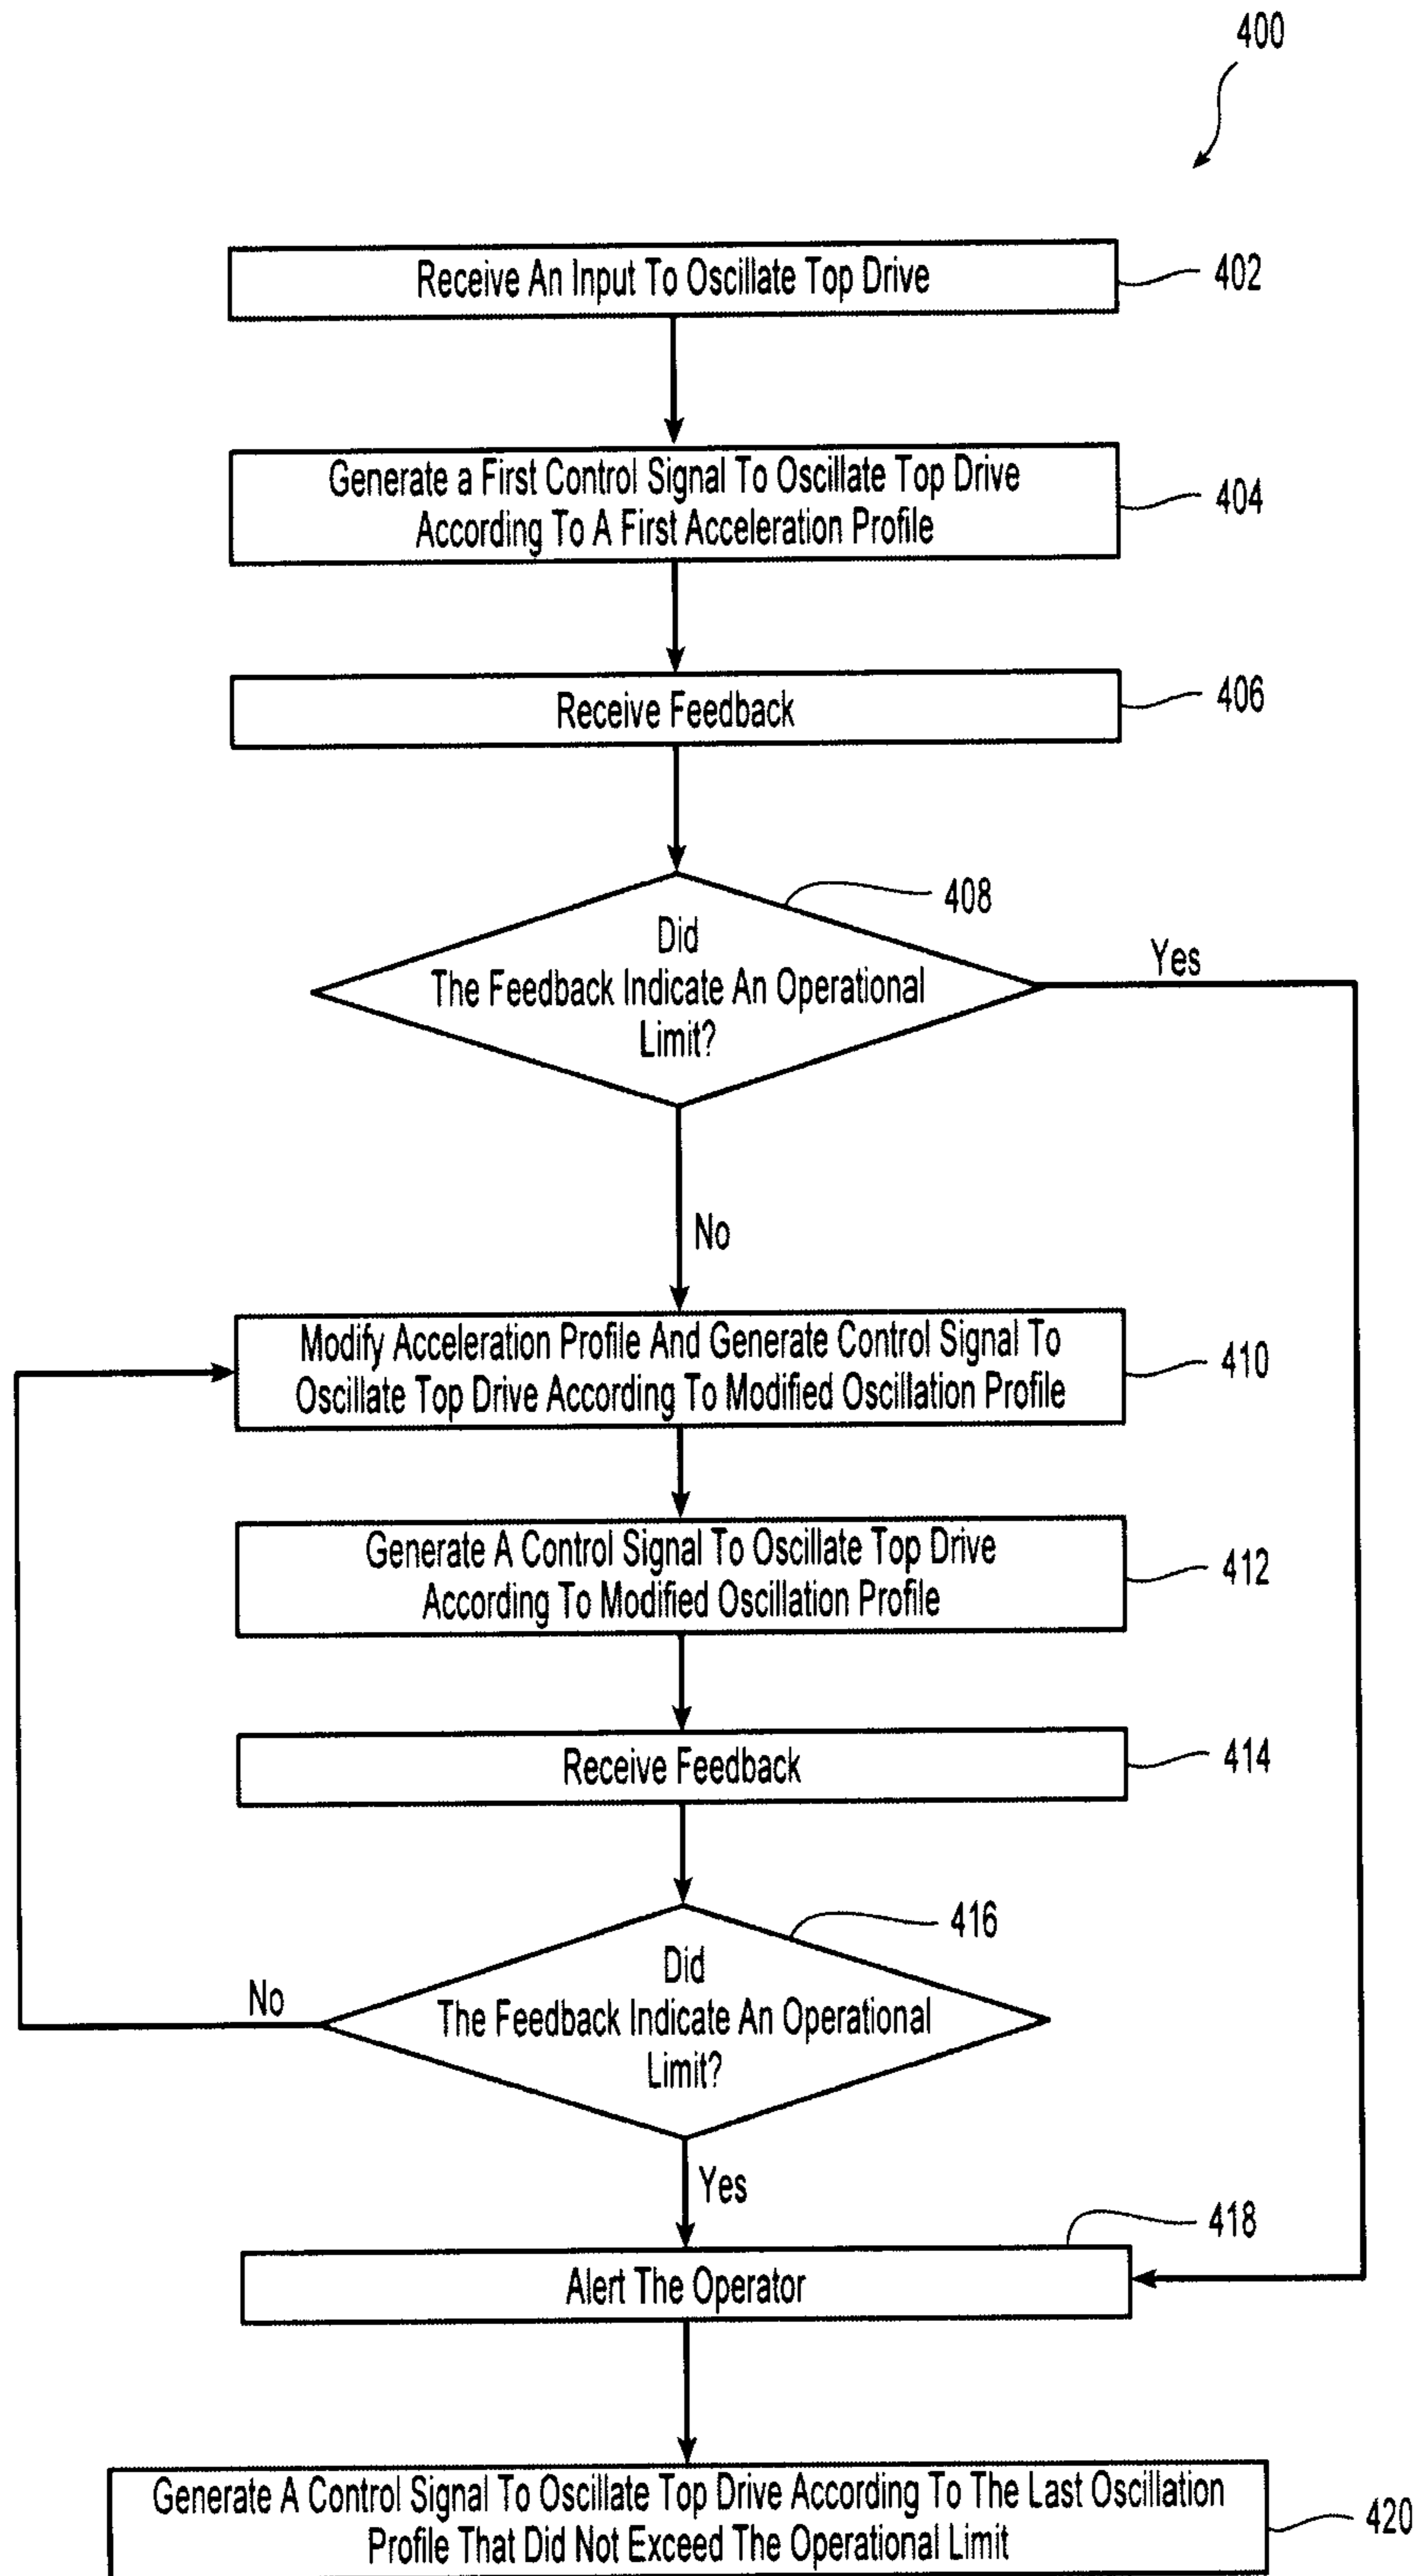 400
Receive An Input To Oscillate Top Drive
402
Generate a First Control Signal To Oscillate Top Drive
According To A First Acceleration Profile
404
Receive Feedback
406
408
Did
The Feedback Indicate An Operational
Limit?
Yes
No
Modify Acceleration Profile And Generate Control Signal To
Oscillate Top Drive According To Modified Oscillation Profile
410
Generate A Control Signal To Oscillate Top Drive
According To Modified Oscillation Profile
412
Receive Feedback
414
416
Did
The Feedback Indicate An Operational
Limit?
No
Yes
418
Alert The Operator
Generate A Control Signal To Oscillate Top Drive According To The Last Oscillation
Profile That Did Not Exceed The Operational Limit
420